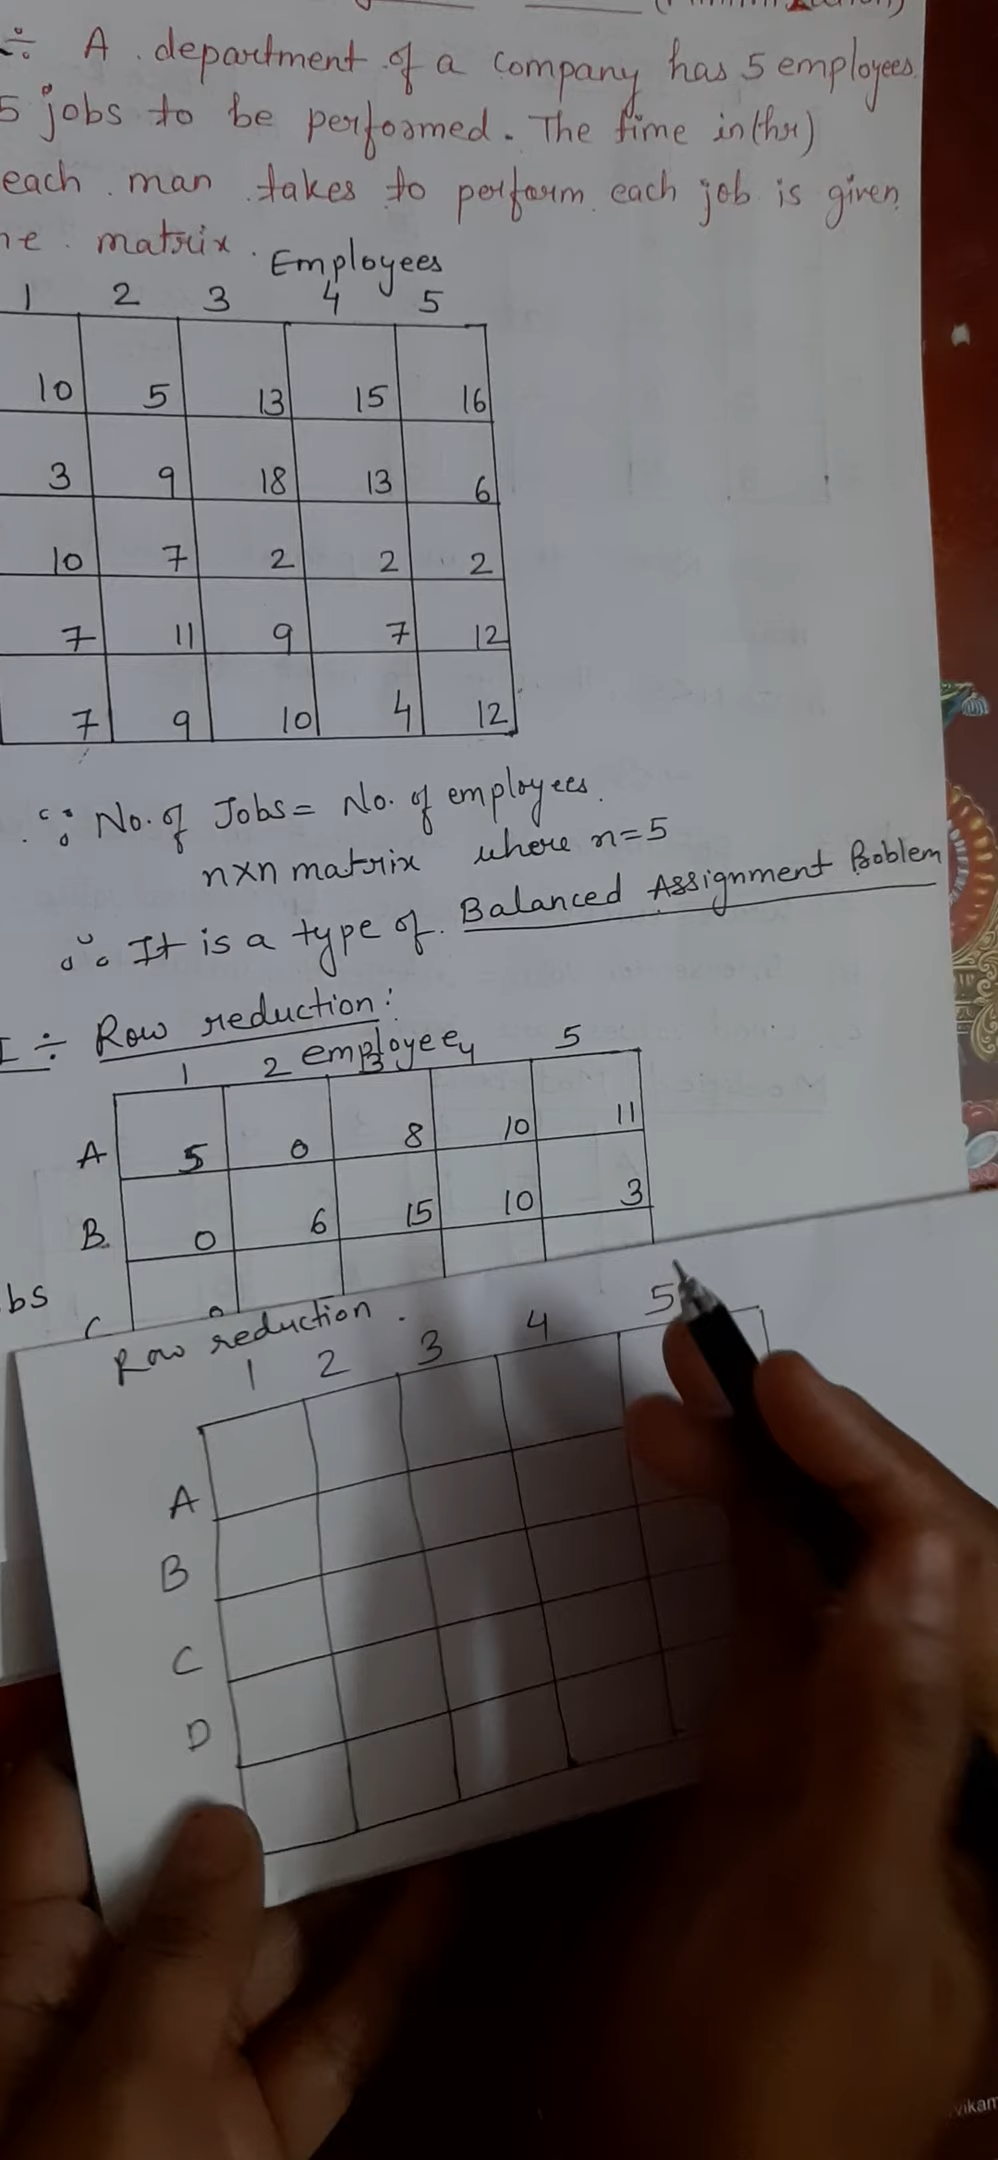 A department of a company has 5 employees
5 jobs to be performed. The time in (hr)
each man takes to perform each job is given
matrix.
Employees
1 2 3 4 5
10 5 13 15 16
3 9 18 13 6
10 7 2 2 2
7 11 9 7 12
7 9 10 4 12
∵ No. of Jobs = No. of employees.
n×n matrix where n=5
∴ It is a type of Balanced Assignment Problem
I ÷ Row reduction:
employee
1 2 3 4 5
A 5 0 8 10 11
B 0 6 15 10 3
bs
C
Row reduction.
1 2 3 4 5
A
B
C
D